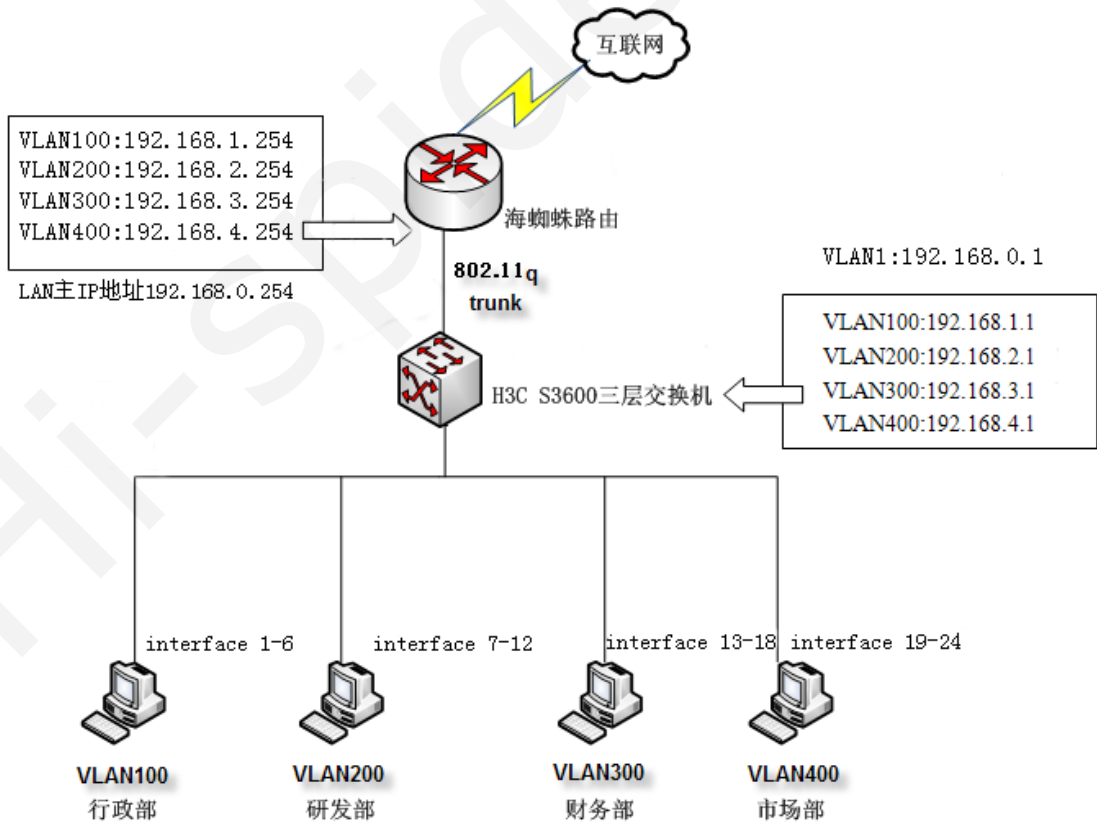 互联网
VLAN100:192.168.1.254
VLAN200:192.168.2.254
VLAN300:192.168.3.254
VLAN400:192.168.4.254
LAN主IP地址192.168.0.254
海蜘蛛路由
802.11q
trunk
VLAN1:192.168.0.1
VLAN100:192.168.1.1
VLAN200:192.168.2.1
VLAN300:192.168.3.1
VLAN400:192.168.4.1
H3C S3600三层交换机
interface 1-6
interface 7-12
interface 13-18
interface 19-24
VLAN100
行政部
VLAN200
研发部
VLAN300
财务部
VLAN400
市场部
Hi-spid